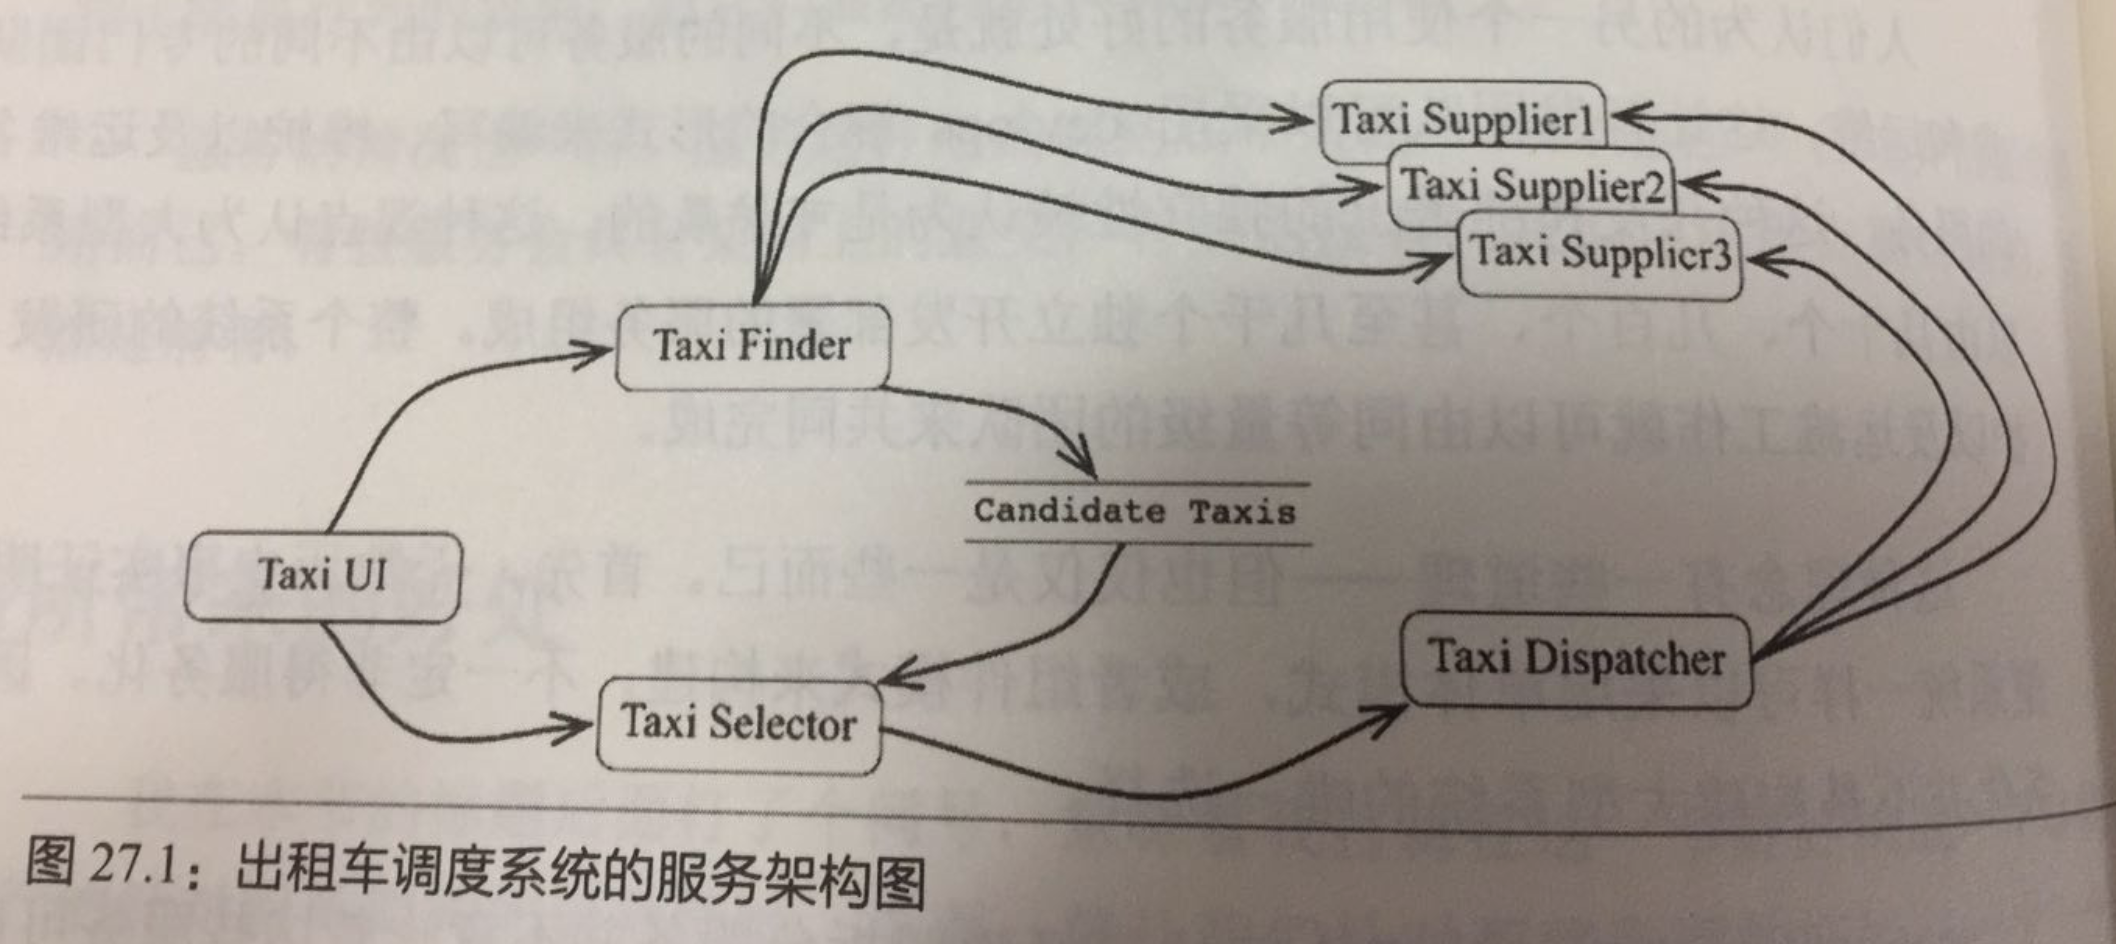 Taxi Supplier1
Taxi Supplier2
Taxi Supplier3
Taxi Finder
Candidate Taxis
Taxi UI
Taxi Dispatcher
Taxi Selector
图 27.1：出租车调度系统的服务架构图